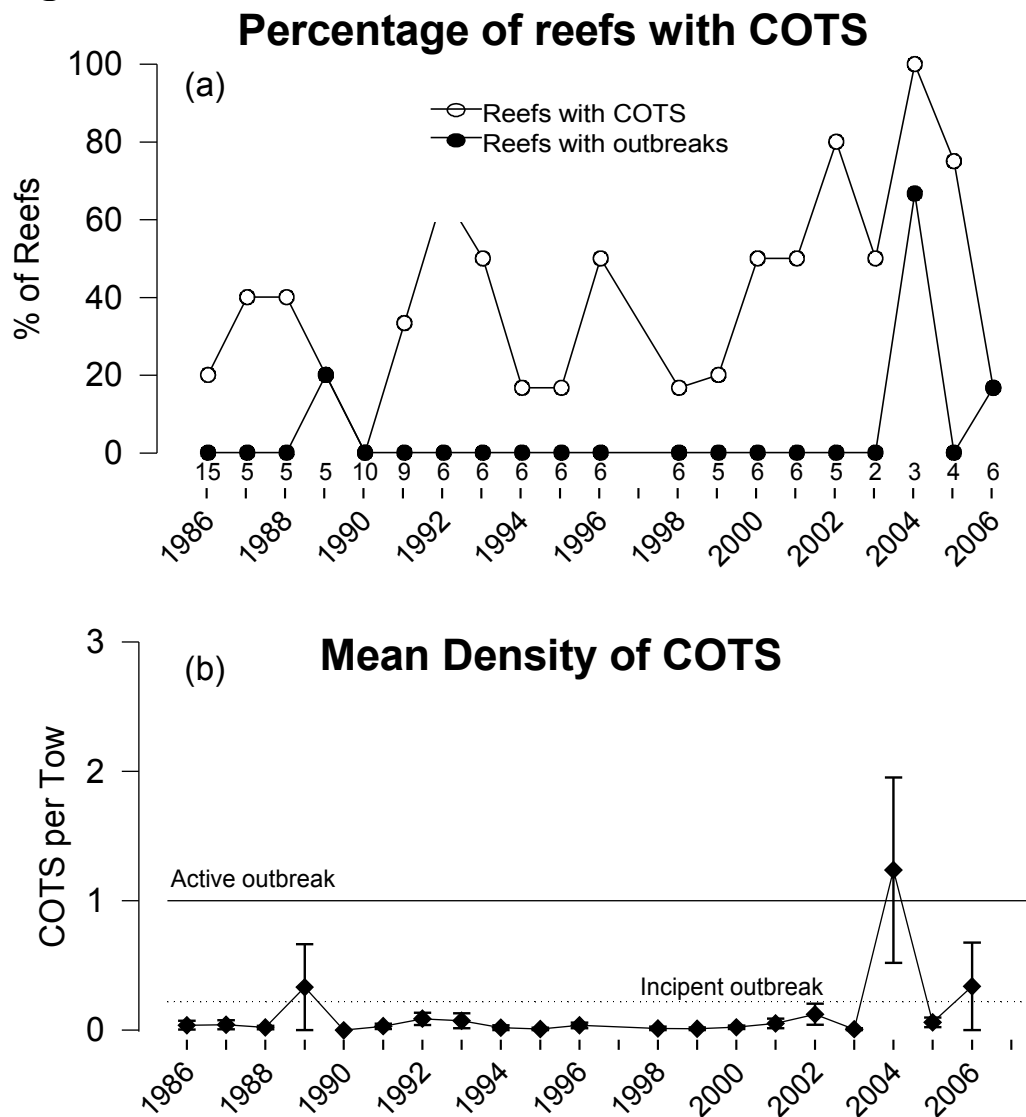 Percentage of reefs with COTS
(a)
Reefs with COTS
Reefs with outbreaks
% of Reefs
100
80
60
40
20
0
15 5 5 5 10 9 6 6 6 6 6 6 5 6 6 5 2 3 4 6
1986 1988 1990 1992 1994 1996 1998 2000 2002 2004 2006
Mean Density of COTS
(b)
COTS per Tow
3
2
1
0
Active outbreak
Incipent outbreak
1986 1988 1990 1992 1994 1996 1998 2000 2002 2004 2006